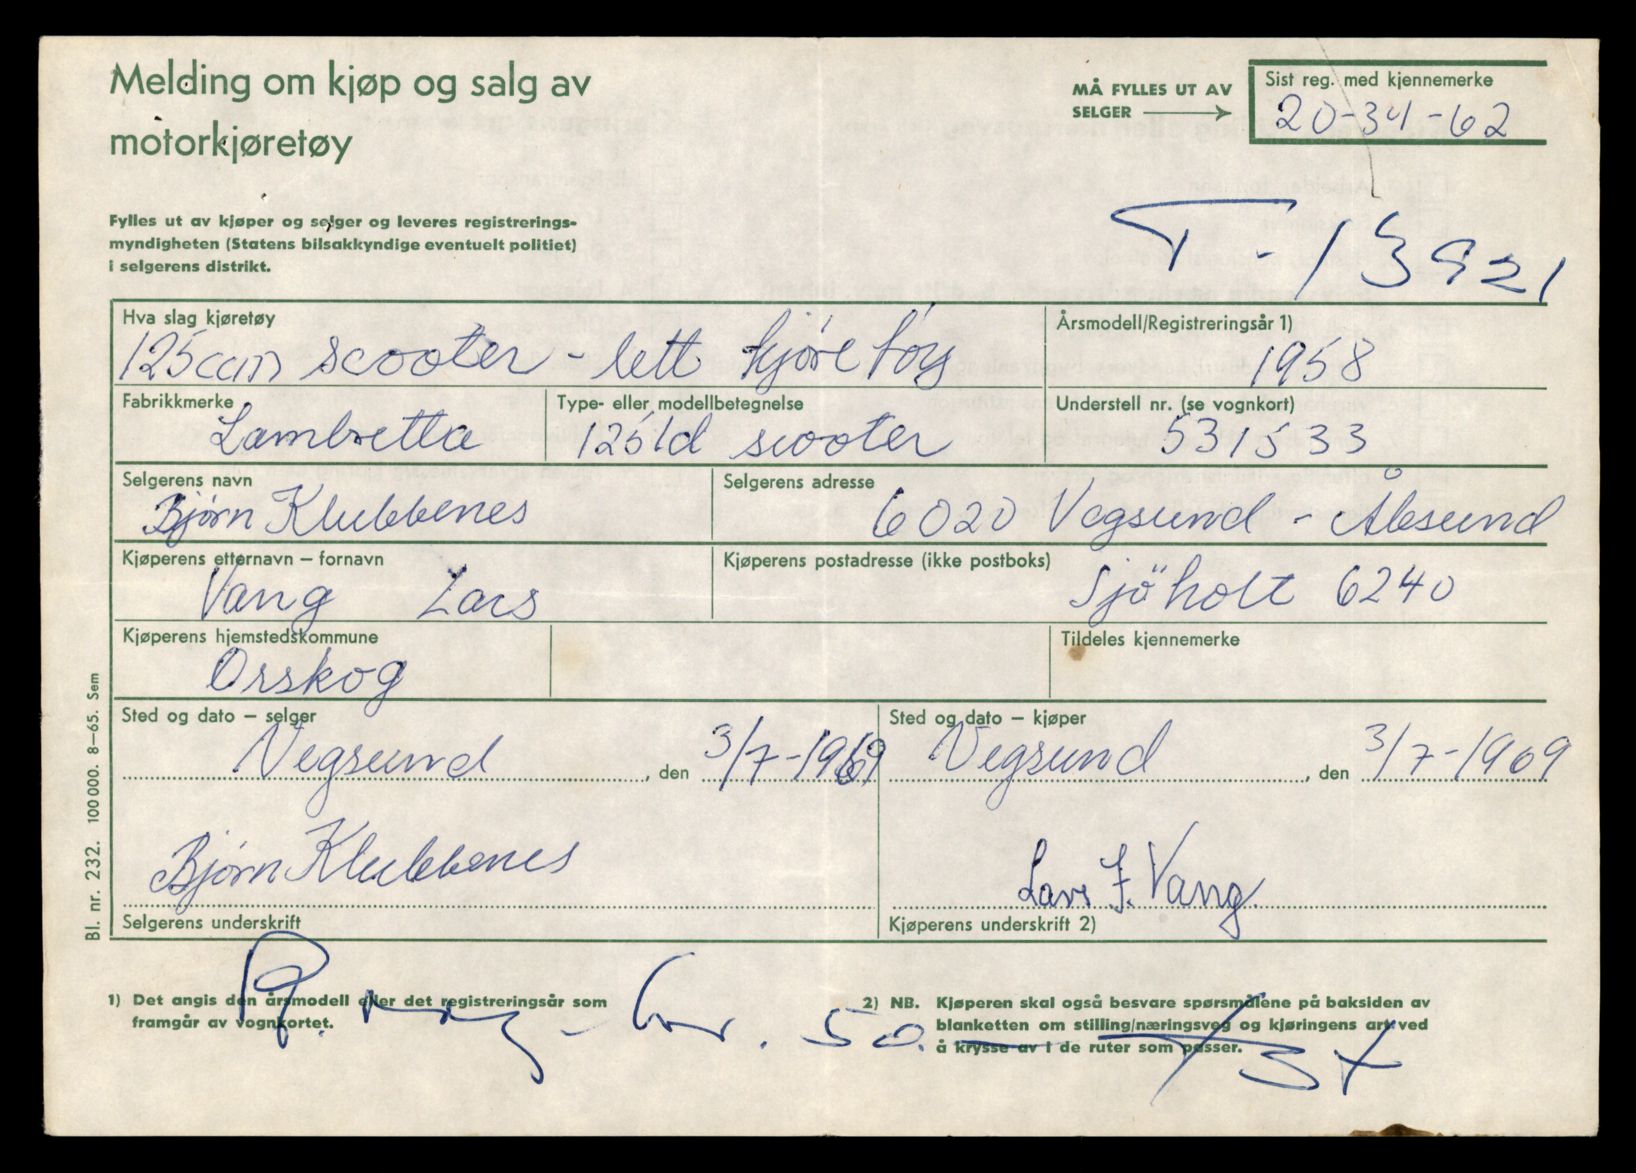 Melding om kjøp og salg av
motorkjøretøy
MÅ FYLLES UT AV
SELGER
Sist reg. med kjennemerke
20-34-62
Fylles ut av kjøper og selger og leveres registrerings-
myndigheten (Statens bilsakkyndige eventuelt politiet)
i selgerens distrikt.
T-13921
Hva slag kjøretøy
125ccm scooter - lett kjøretöy
Årsmodell/Registreringsår 1)
1958
Fabrikkmerke
Lambretta
Type- eller modellbetegnelse
125ld scooter
Understell nr. (se vognkort)
531533
Selgerens navn
Bjørn Klubbenes
Selgerens adresse
6020 Vegsund - Ålesund
Kjøperens etternavn – fornavn
Vang Lars
Kjøperens postadresse (ikke postboks)
Sjöholt 6240
Kjøperens hjemstedskommune
Orskog
Tildeles kjennemerke
Sted og dato – selger
Vegsund, den 3/7-1969
Sted og dato – kjøper
Vegsund, den 3/7-1969
Bjørn Klubbenes
Selgerens underskrift
Lars J. Vang
Kjøperens underskrift 2)
Bl. nr. 232. 100 000. 8–65. Sem
1) Det angis den årsmodell eller det registreringsår som
framgår av vognkortet.
2) NB. Kjøperen skal også besvare spørsmålene på baksiden av
blanketten om stilling/næringsveg og kjøringens art ved
å krysse av i de ruter som passer.
50.